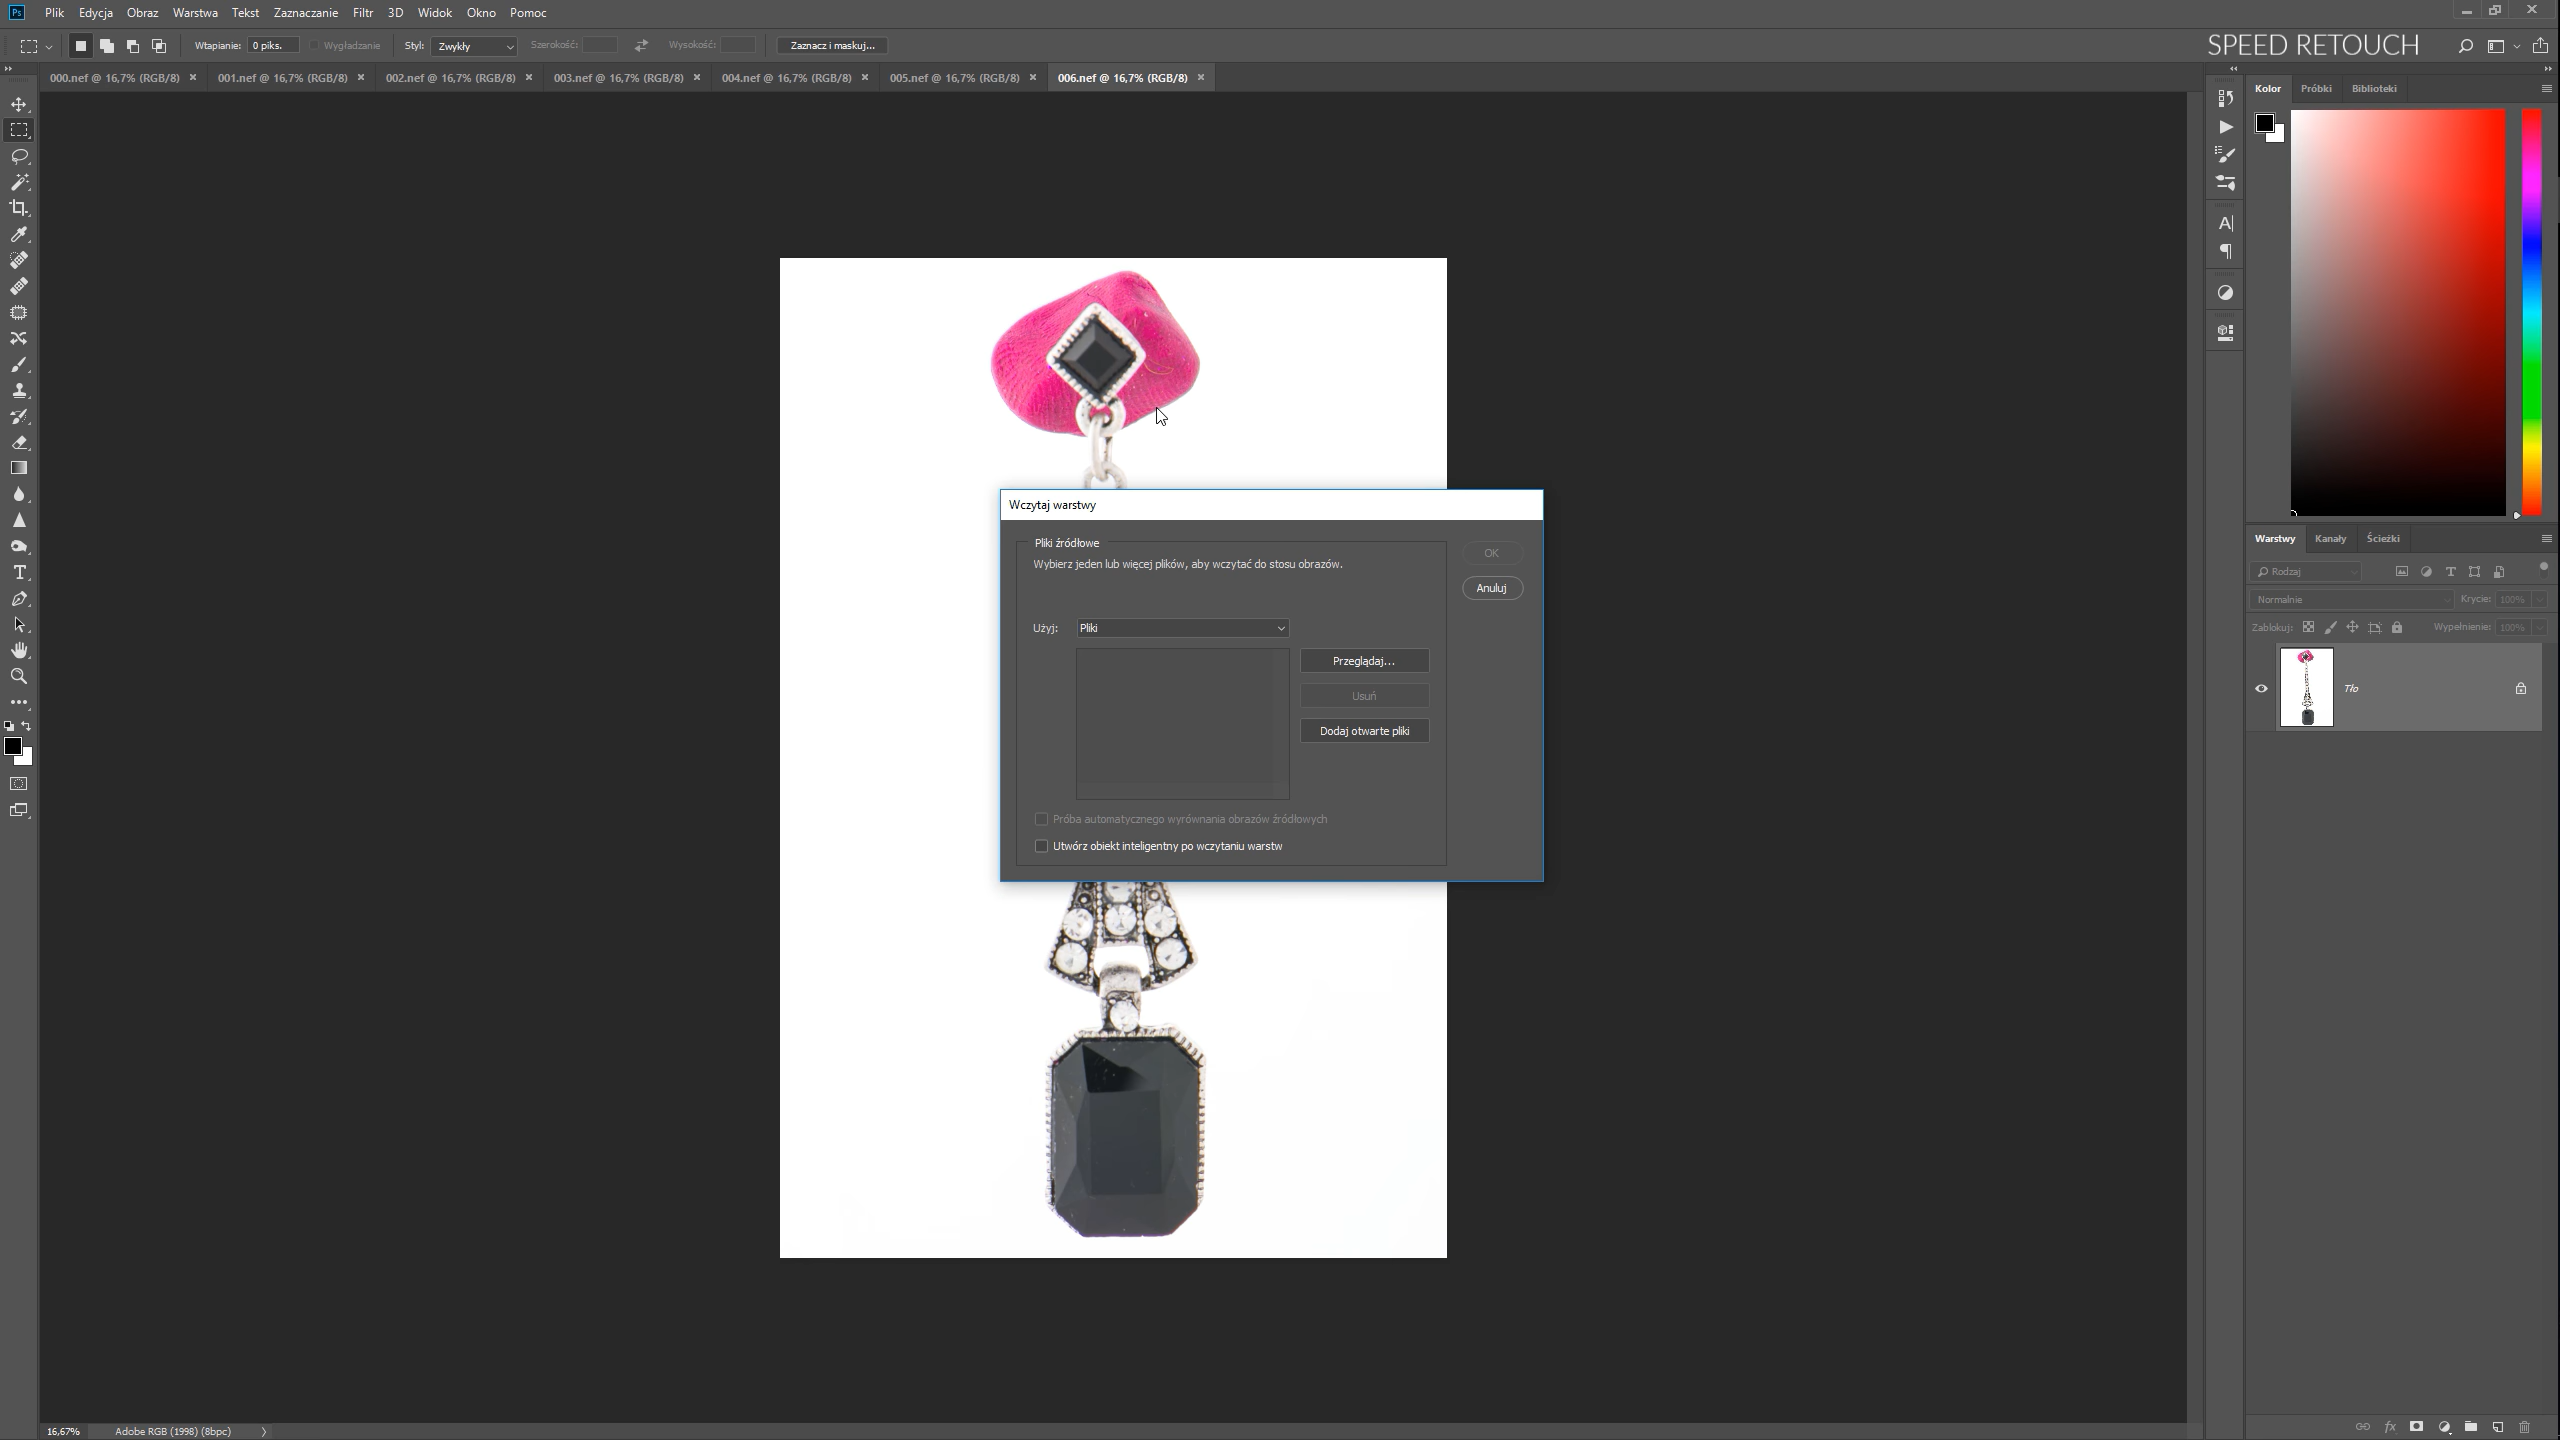 Ps Plik Edycja Obraz Warstwa Tekst Zaznaczanie Filtr 3D Widok Okno Pomoc
Wtapianie: 0 piks. Wygładzanie Styl: Zwykły Szerokość: Wysokość: Zaznacz i maskuj... SPEED RETOUCH
000.nef @ 16,7% (RGB/8) 001.nef @ 16,7% (RGB/8) 002.nef @ 16,7% (RGB/8) 003.nef @ 16,7% (RGB/8) 004.nef @ 16,7% (RGB/8) 005.nef @ 16,7% (RGB/8) 006.nef @ 16,7% (RGB/8)
Kolor Próbki Biblioteki
Wczytaj warstwy
Pliki źródłowe
Wybierz jeden lub więcej plików, aby wczytać do stosu obrazów.
OK
Anuluj
Użyj: Pliki
Przeglądaj...
Usuń
Dodaj otwarte pliki
Próba automatycznego wyrównania obrazów źródłowych
Utwórz obiekt inteligentny po wczytaniu warstw
Warstwy Kanały Ścieżki
Rodzaj
Normalnie Krycie: 100%
Zablokuj: Wypełnienie: 100%
Tło
fx
16,67% Adobe RGB (1998) (8bpc)